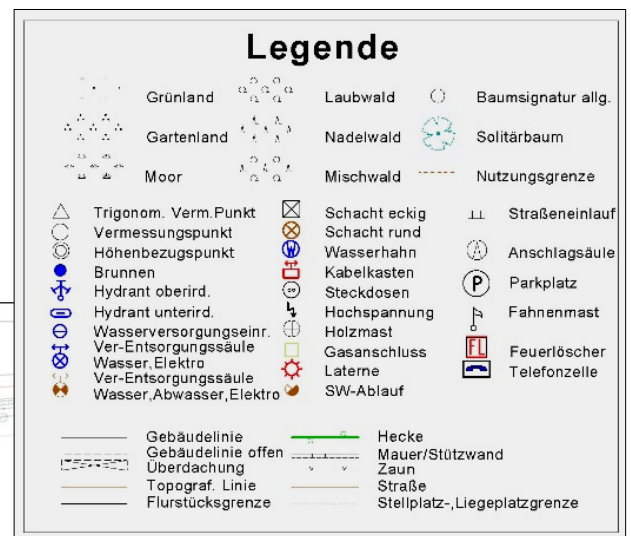 Legende
Grünland Laubwald Baumsignatur allg.
Gartenland Nadelwald Solitärbaum
Moor Mischwald Nutzungsgrenze
Trigonom. Verm.Punkt Schacht eckig Straßeneinlauf
Vermessungspunkt Schacht rund
Höhenbezugspunkt W Wasserhahn A Anschlagsäule
Brunnen Kabelkasten P Parkplatz
Hydrant oberird. Steckdosen
Hydrant unterird. Hochspannung Fahnenmast
Wasserversorgungseinr. Holzmast
Ver-Entsorgungssäule Gasanschluss FL Feuerlöscher
Wasser,Elektro Laterne Telefonzelle
Ver-Entsorgungssäule
Wasser,Abwasser,Elektro SW-Ablauf
Gebäudelinie Hecke
Gebäudelinie offen Mauer/Stützwand
Überdachung Zaun
Topograf. Linie Straße
Flurstücksgrenze Stellplatz-,Liegeplatzgrenze